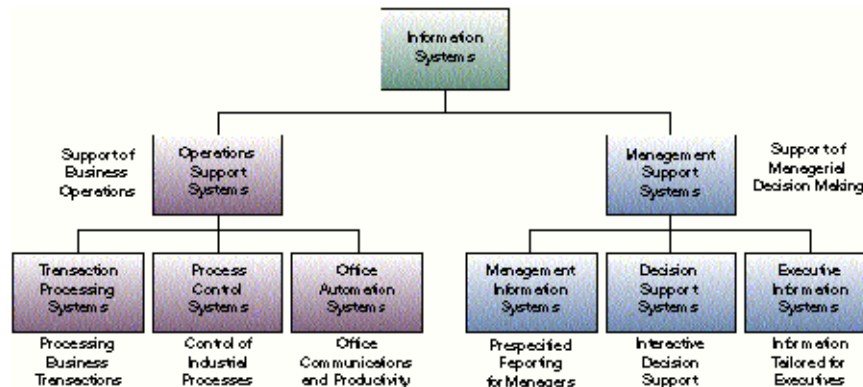 Information
Systems
Support of
Business
Operations
Operations
Support
Systems
Management
Support
Systems
Support of
Managerial
Decision Making
Transaction
Processing
Systems
Process
Control
Systems
Office
Automation
Systems
Management
Information
Systems
Decision
Support
Systems
Executive
Information
Systems
Processing
Business
Transactions
Control of
Industrial
Processes
Office
Communications
and Productivity
Prespecified
Reporting
for Managers
Interactive
Decision
Support
Information
Tailored for
Executives